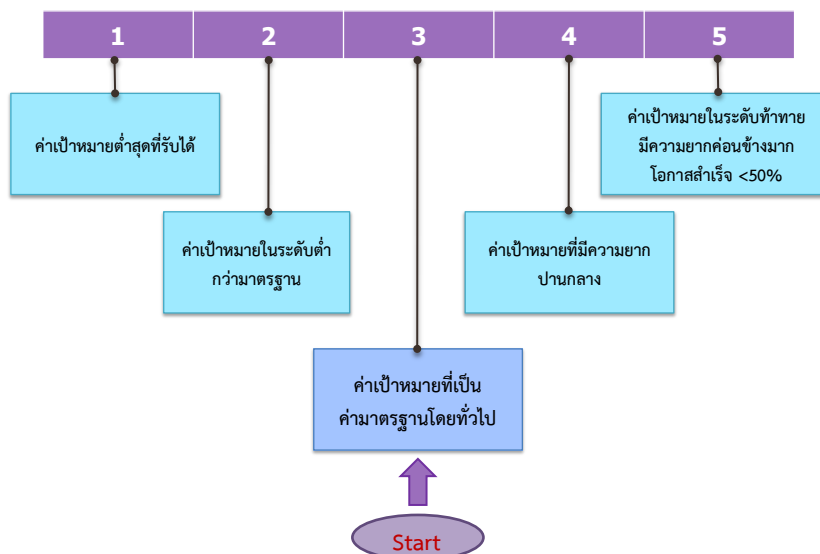 1 2 3 4 5
ค่าเป้าหมายต่ำสุดที่รับได้
ค่าเป้าหมายในระดับต่ำ
กว่ามาตรฐาน
ค่าเป้าหมายที่เป็น
ค่ามาตรฐานโดยทั่วไป
ค่าเป้าหมายที่มีความยาก
ปานกลาง
ค่าเป้าหมายในระดับท้าทาย
มีความยากค่อนข้างมาก
โอกาสสำเร็จ <50%
Start